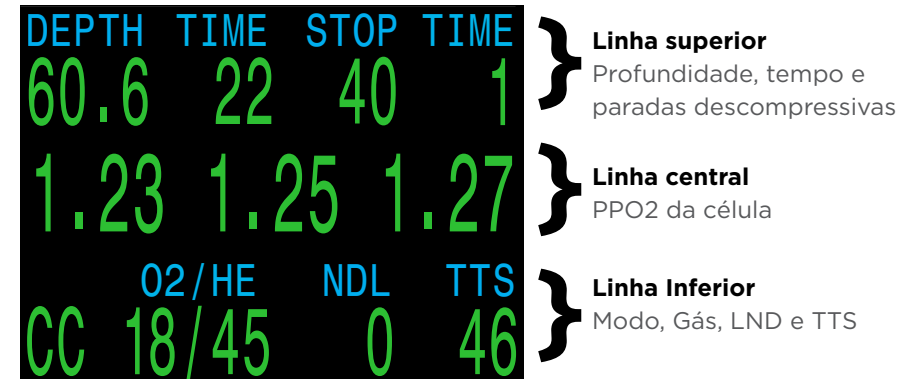 DEPTH TIME STOP TIME
60.6 22 40 1
1.23 1.25 1.27
O2/HE NDL TTS
CC 18/45 0 46
Linha superior
Profundidade, tempo e
paradas descompressivas
Linha central
PPO2 da célula
Linha Inferior
Modo, Gás, LND e TTS